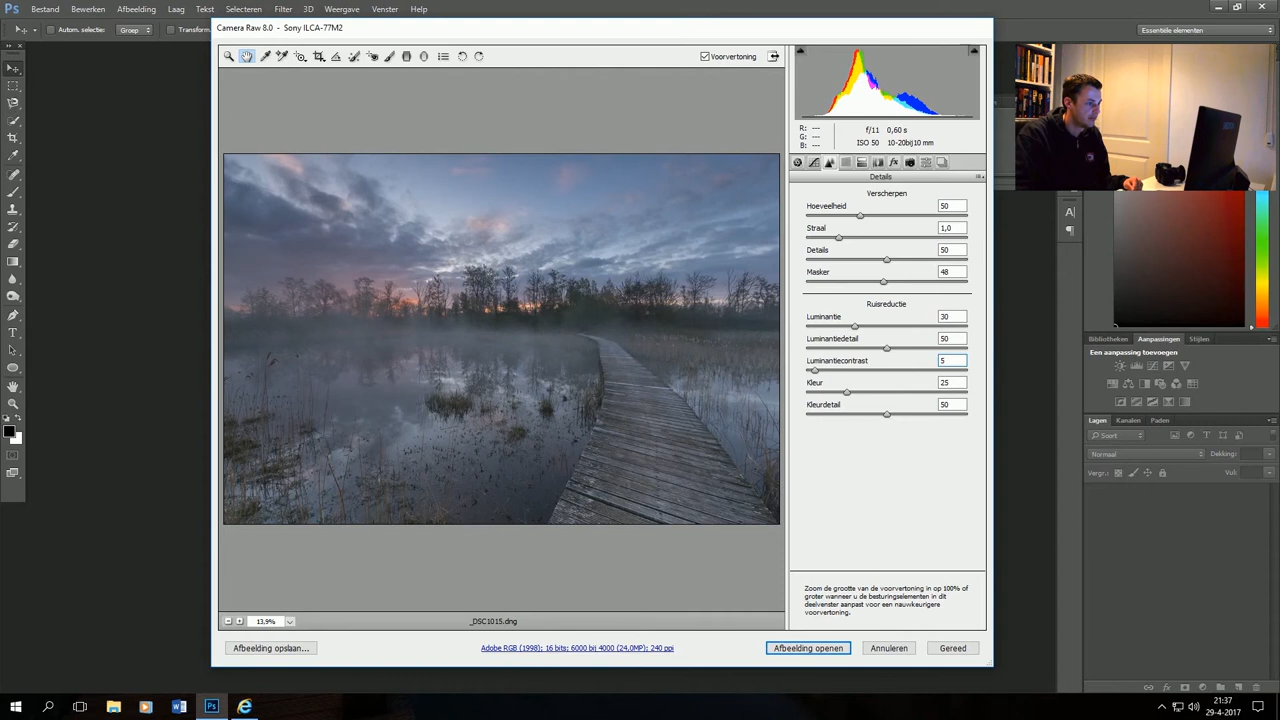 Ps Bestand Bewerken Afbeelding Laag Tekst Selecteren Filter 3D Weergave Venster Help
Autom. selectie: Groep Transform
Essentiële elementen
Camera Raw 8.0 - Sony ILCA-77M2
Voorvertoning
R: ---
G: ---
B: ---
f/11 0,60 s
ISO 50 10-20bij10 mm
fx
Details
Verscherpen
Hoeveelheid 50
Straal 1,0
Details 50
Masker 48
Ruisreductie
Luminantie 30
Luminantiedetail 50
Luminantiecontrast 5
Kleur 25
Kleurdetail 50
Zoom de grootte van de voorvertoning in op 100% of
groter wanneer u de besturingselementen in dit
deelvenster aanpast voor een nauwkeurigere
voorvertoning.
13,9%
_DSC1015.dng
Afbeelding opslaan...
Adobe RGB (1998); 16 bits; 6000 bij 4000 (24,0MP); 240 ppi
Afbeelding openen
Annuleren
Gereed
A|
Bibliotheken Aanpassingen Stijlen
Een aanpassing toevoegen
Lagen Kanalen Paden
Soort
Normaal Dekking:
Vergr.: Vul:
fx
21:37
29-4-2017